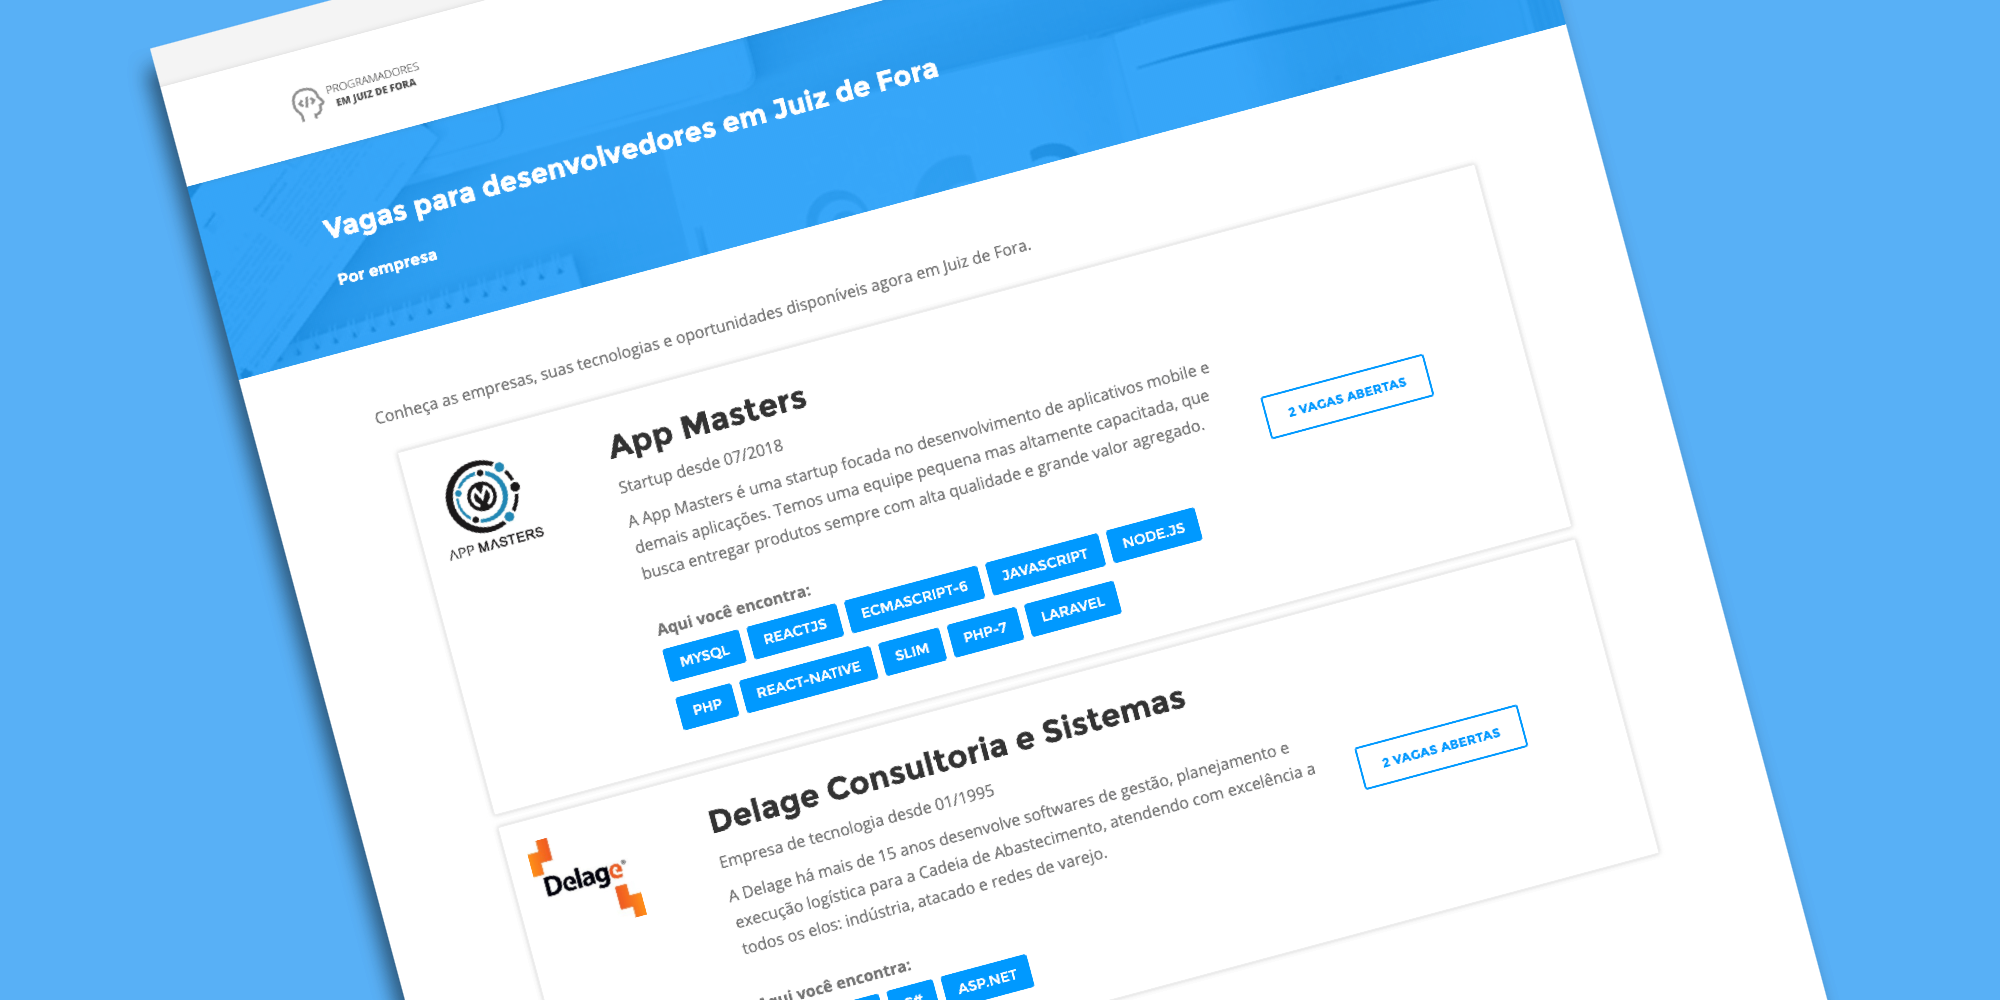 PROGRAMADORES
EM JUIZ DE FORA
Vagas para desenvolvedores em Juiz de Fora
Por empresa
Conheça as empresas, suas tecnologias e oportunidades disponíveis agora em Juiz de Fora.
APP MASTERS
App Masters
Startup desde 07/2018
A App Masters é uma startup focada no desenvolvimento de aplicativos mobile e
demais aplicações. Temos uma equipe pequena mas altamente capacitada, que
busca entregar produtos sempre com alta qualidade e grande valor agregado.
2 VAGAS ABERTAS
Aqui você encontra:
MYSQL REACTJS ECMASCRIPT-6 JAVASCRIPT NODE.JS
PHP REACT-NATIVE SLIM PHP-7 LARAVEL
Delage
Delage Consultoria e Sistemas
Empresa de tecnologia desde 01/1995
A Delage há mais de 15 anos desenvolve softwares de gestão, planejamento e
execução logística para a Cadeia de Abastecimento, atendendo com excelência a
todos os elos: indústria, atacado e redes de varejo.
2 VAGAS ABERTAS
Aqui você encontra:
C# ASP.NET